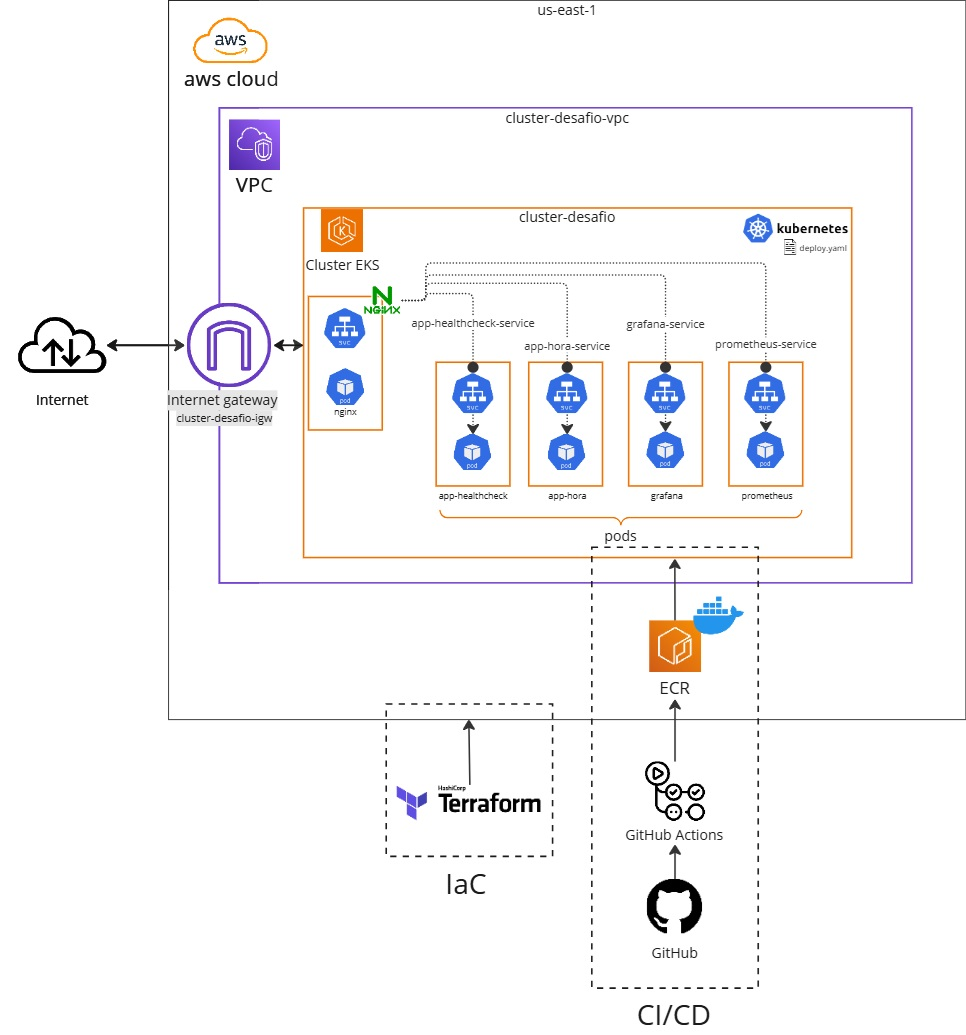 us-east-1
aws
aws cloud
cluster-desafio-vpc
VPC
cluster-desafio
kubernetes
deploy.yaml
K
Cluster EKS
N
NGINX
svc
pod
nginx
app-healthcheck-service
app-hora-service
grafana-service
prometheus-service
svc
svc
svc
svc
pod
pod
pod
pod
app-healthcheck
app-hora
grafana
prometheus
pods
Internet
Internet gateway
cluster-desafio-igw
ECR
HashiCorp
Terraform
IaC
GitHub Actions
GitHub
CI/CD